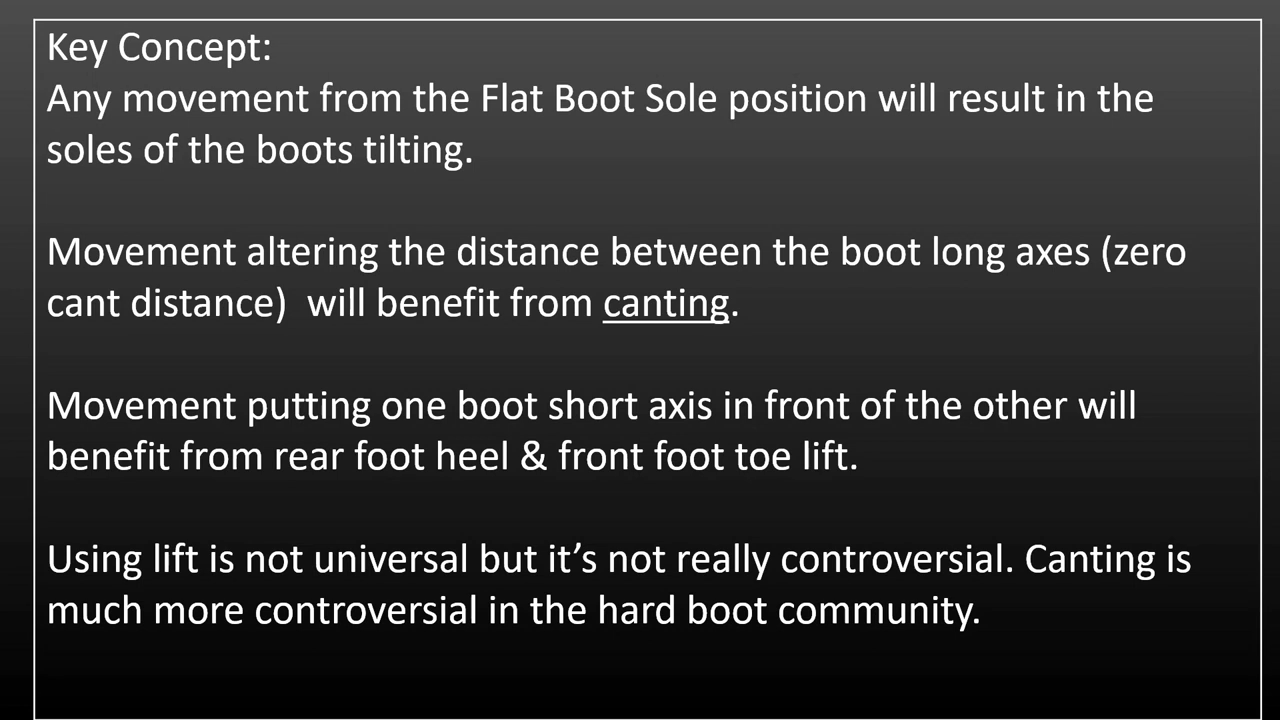 Key Concept:
Any movement from the Flat Boot Sole position will result in the
soles of the boots tilting.
Movement altering the distance between the boot long axes (zero
cant distance)  will benefit from canting.
Movement putting one boot short axis in front of the other will
benefit from rear foot heel & front foot toe lift.
Using lift is not universal but it’s not really controversial. Canting is
much more controversial in the hard boot community.